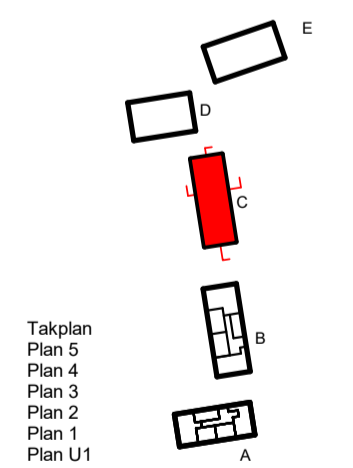 E
D
C
B
Takplan
Plan 5
Plan 4
Plan 3
Plan 2
Plan 1
Plan U1
A